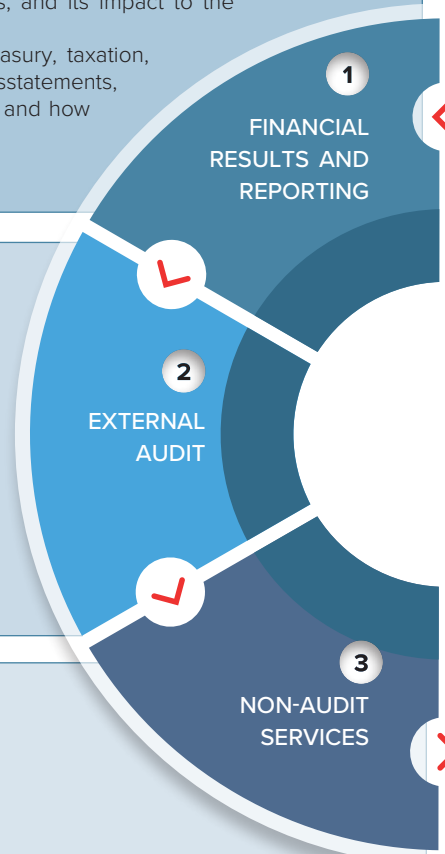 s, and its impact to the
asury, taxation,
sstatements,
and how
1
FINANCIAL
RESULTS AND
REPORTING
2
EXTERNAL
AUDIT
3
NON-AUDIT
SERVICES